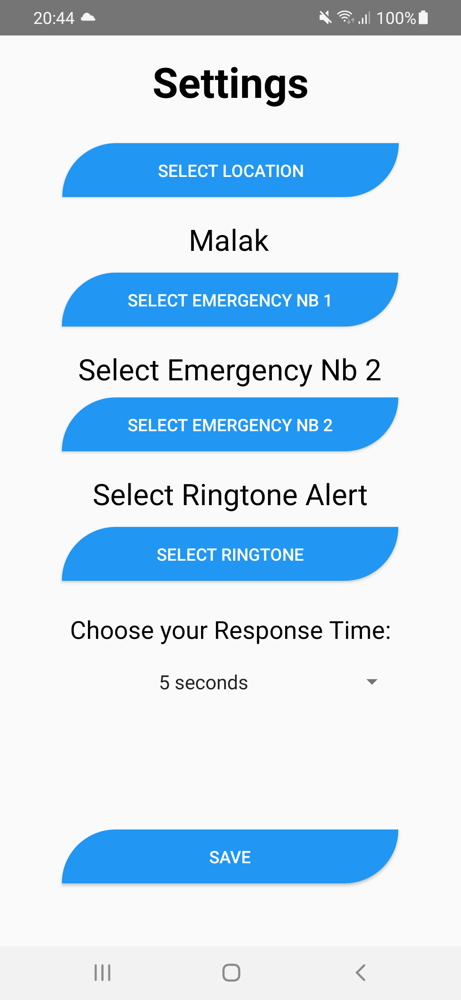 20:44 100%
Settings
SELECT LOCATION
Malak
SELECT EMERGENCY NB 1
Select Emergency Nb 2
SELECT EMERGENCY NB 2
Select Ringtone Alert
SELECT RINGTONE
Choose your Response Time:
5 seconds
SAVE